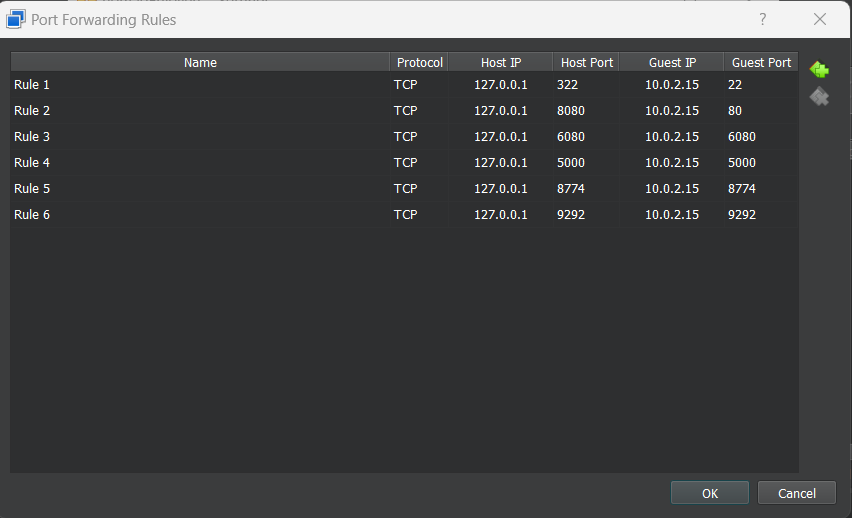 Port Forwarding Rules ?
Name Protocol Host IP Host Port Guest IP Guest Port
Rule 1 TCP 127.0.0.1 322 10.0.2.15 22
Rule 2 TCP 127.0.0.1 8080 10.0.2.15 80
Rule 3 TCP 127.0.0.1 6080 10.0.2.15 6080
Rule 4 TCP 127.0.0.1 5000 10.0.2.15 5000
Rule 5 TCP 127.0.0.1 8774 10.0.2.15 8774
Rule 6 TCP 127.0.0.1 9292 10.0.2.15 9292
OK Cancel